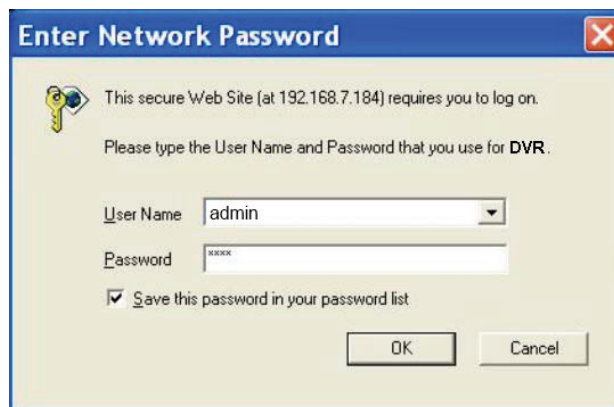 Enter Network Password
This secure Web Site (at 192.168.7.184) requires you to log on.
Please type the User Name and Password that you use for DVR.
User Name admin
Password ****
Save this password in your password list
OK Cancel